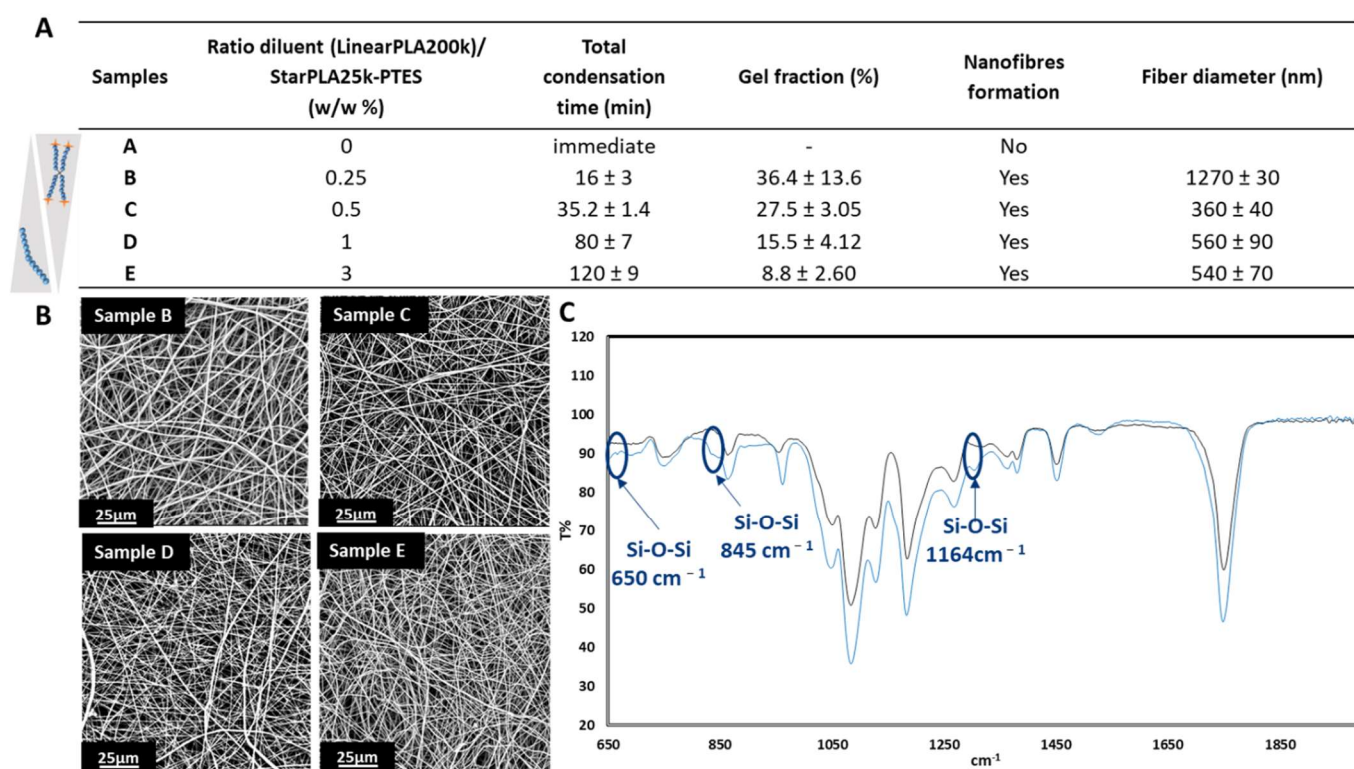 A
Samples Ratio diluent (LinearPLA200k)/ StarPLA25k-PTES (w/w %) Total condensation time (min) Gel fraction (%) Nanofibres formation Fiber diameter (nm)
A 0 immediate - No
B 0.25 16 ± 3 36.4 ± 13.6 Yes 1270 ± 30
C 0.5 35.2 ± 1.4 27.5 ± 3.05 Yes 360 ± 40
D 1 80 ± 7 15.5 ± 4.12 Yes 560 ± 90
E 3 120 ± 9 8.8 ± 2.60 Yes 540 ± 70
B
Sample B
25µm
Sample C
25µm
Sample D
25µm
Sample E
25µm
C
120
110
100
90
80
70
60
50
40
30
20
T%
Si-O-Si
650 cm⁻¹
Si-O-Si
845 cm⁻¹
Si-O-Si
1164cm⁻¹
650 850 1050 1250 1450 1650 1850
cm⁻¹